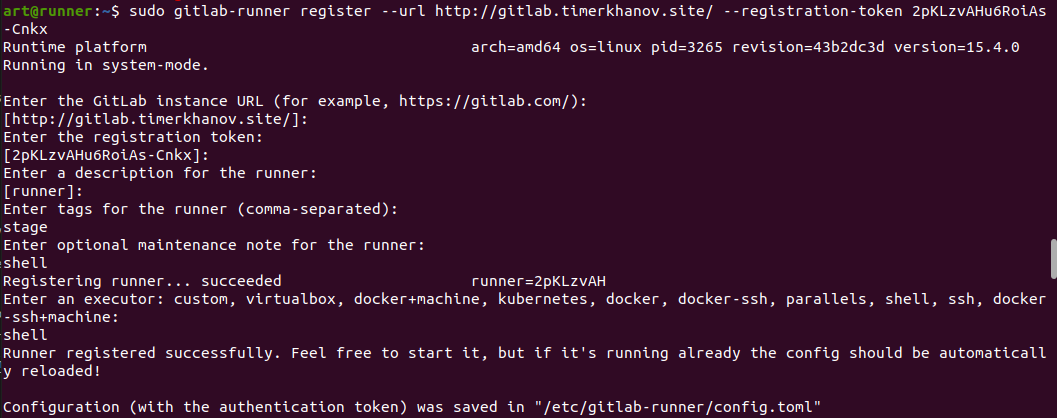 art@runner:~$ sudo gitlab-runner register --url http://gitlab.timerkhanov.site/ --registration-token 2pKLzvAHu6RoiAs
-Cnkx
Runtime platform                                    arch=amd64 os=linux pid=3265 revision=43b2dc3d version=15.4.0
Running in system-mode.

Enter the GitLab instance URL (for example, https://gitlab.com/):
[http://gitlab.timerkhanov.site/]:
Enter the registration token:
[2pKLzvAHu6RoiAs-Cnkx]:
Enter a description for the runner:
[runner]:
Enter tags for the runner (comma-separated):
stage
Enter optional maintenance note for the runner:
shell
Registering runner... succeeded                     runner=2pKLzvAH
Enter an executor: custom, virtualbox, docker+machine, kubernetes, docker, docker-ssh, parallels, shell, ssh, docker
-ssh+machine:
shell
Runner registered successfully. Feel free to start it, but if it's running already the config should be automaticall
y reloaded!

Configuration (with the authentication token) was saved in "/etc/gitlab-runner/config.toml"